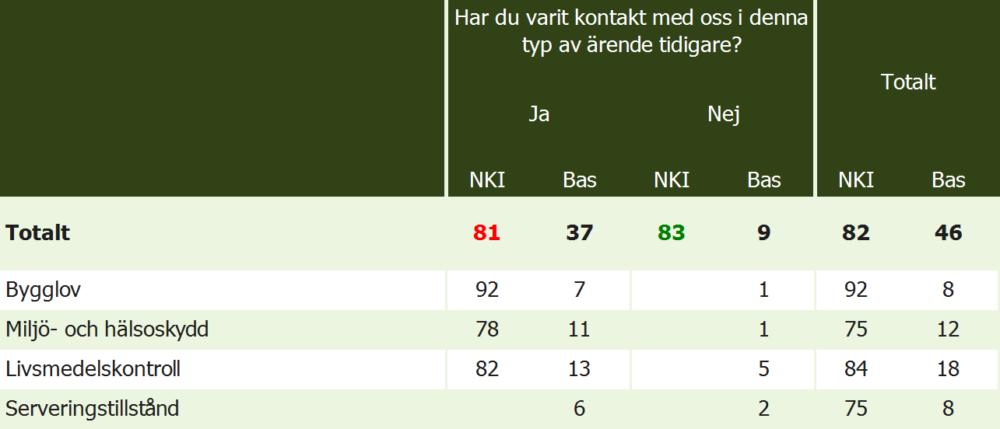 Har du varit kontakt med oss i denna
typ av ärende tidigare?
Totalt
Ja Nej
NKI Bas NKI Bas NKI Bas
Totalt 81 37 83 9 82 46
Bygglov 92 7 1 92 8
Miljö- och hälsoskydd 78 11 1 75 12
Livsmedelskontroll 82 13 5 84 18
Serveringstillstånd 6 2 75 8